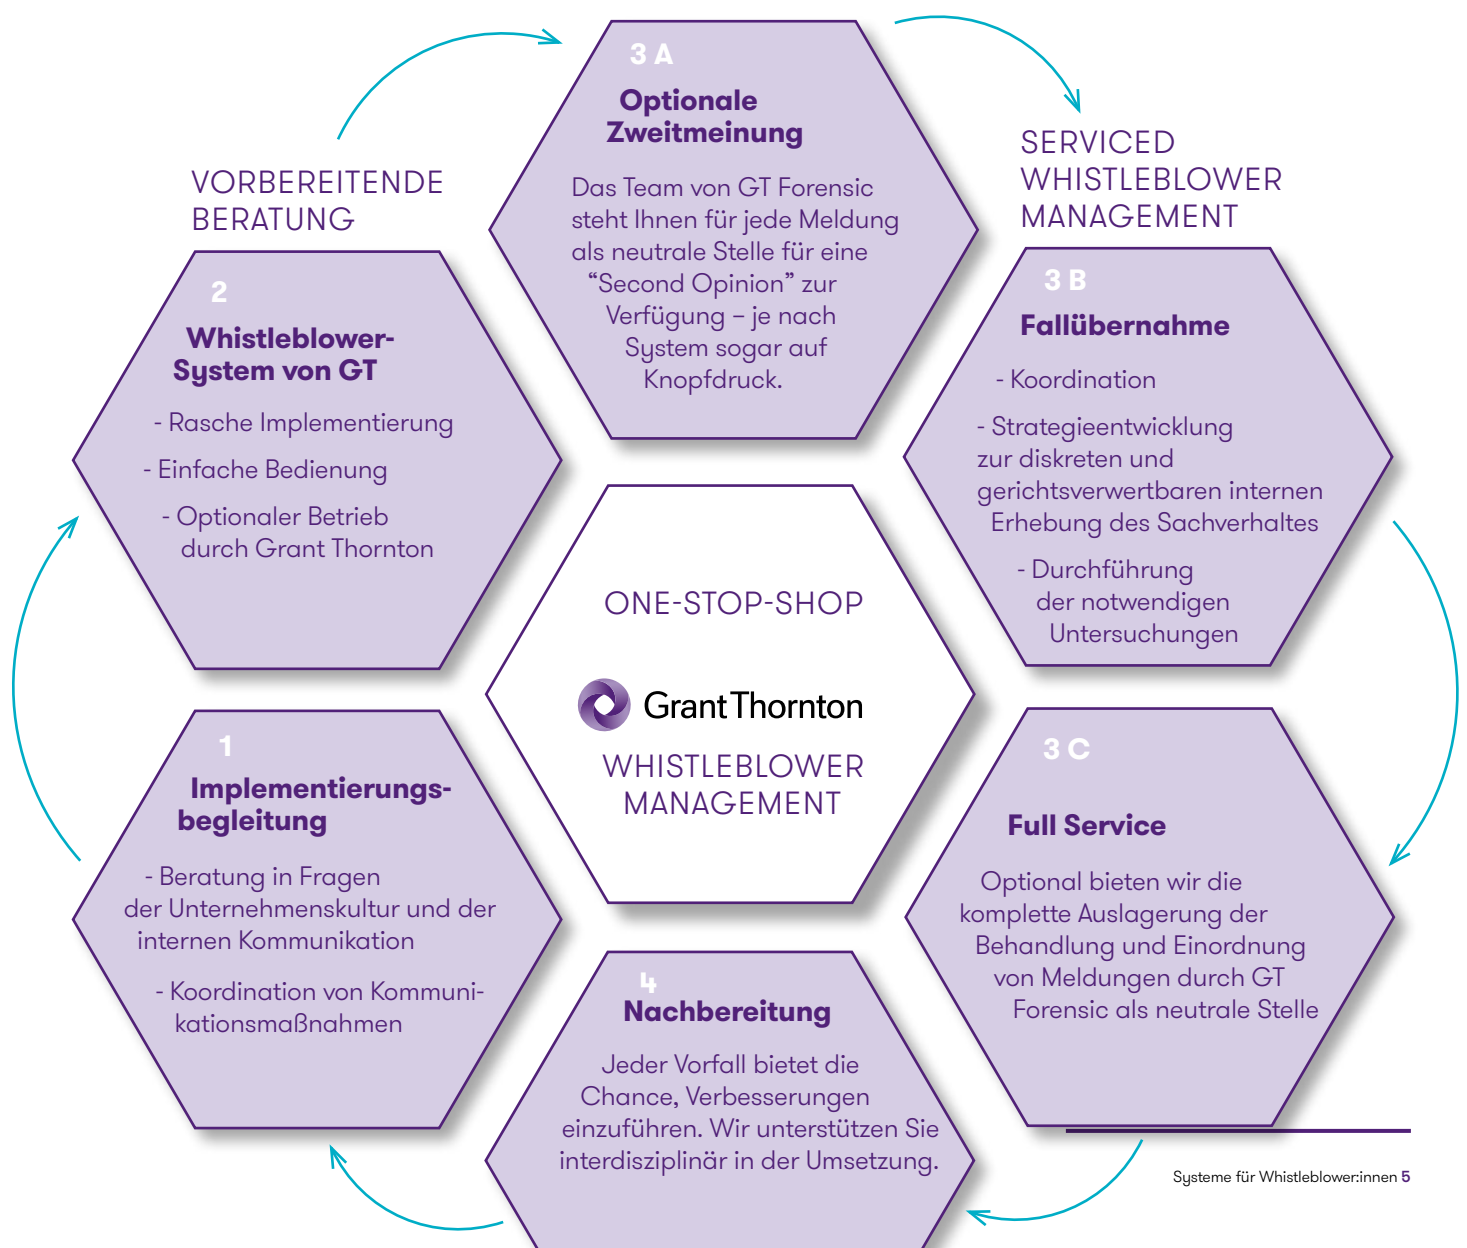 VORBEREITENDE
BERATUNG
1
Implementierungs-
begleitung
- Beratung in Fragen
der Unternehmenskultur und der
internen Kommunikation
- Koordination von Kommuni-
kationsmaßnahmen
2
Whistleblower-
System von GT
- Rasche Implementierung
- Einfache Bedienung
- Optionaler Betrieb
durch Grant Thornton
3 A
Optionale
Zweitmeinung
Das Team von GT Forensic
steht Ihnen für jede Meldung
als neutrale Stelle für eine
“Second Opinion” zur
Verfügung – je nach
System sogar auf
Knopfdruck.
SERVICED
WHISTLEBLOWER
MANAGEMENT
3 B
Fallübernahme
- Koordination
- Strategieentwicklung
zur diskreten und
gerichtsverwertbaren internen
Erhebung des Sachverhaltes
- Durchführung
der notwendigen
Untersuchungen
3 C
Full Service
Optional bieten wir die
komplette Auslagerung der
Behandlung und Einordnung
von Meldungen durch GT
Forensic als neutrale Stelle
4
Nachbereitung
Jeder Vorfall bietet die
Chance, Verbesserungen
einzuführen. Wir unterstützen Sie
interdisziplinär in der Umsetzung.
ONE-STOP-SHOP
Grant Thornton
WHISTLEBLOWER
MANAGEMENT
Systeme für Whistleblower:innen 5